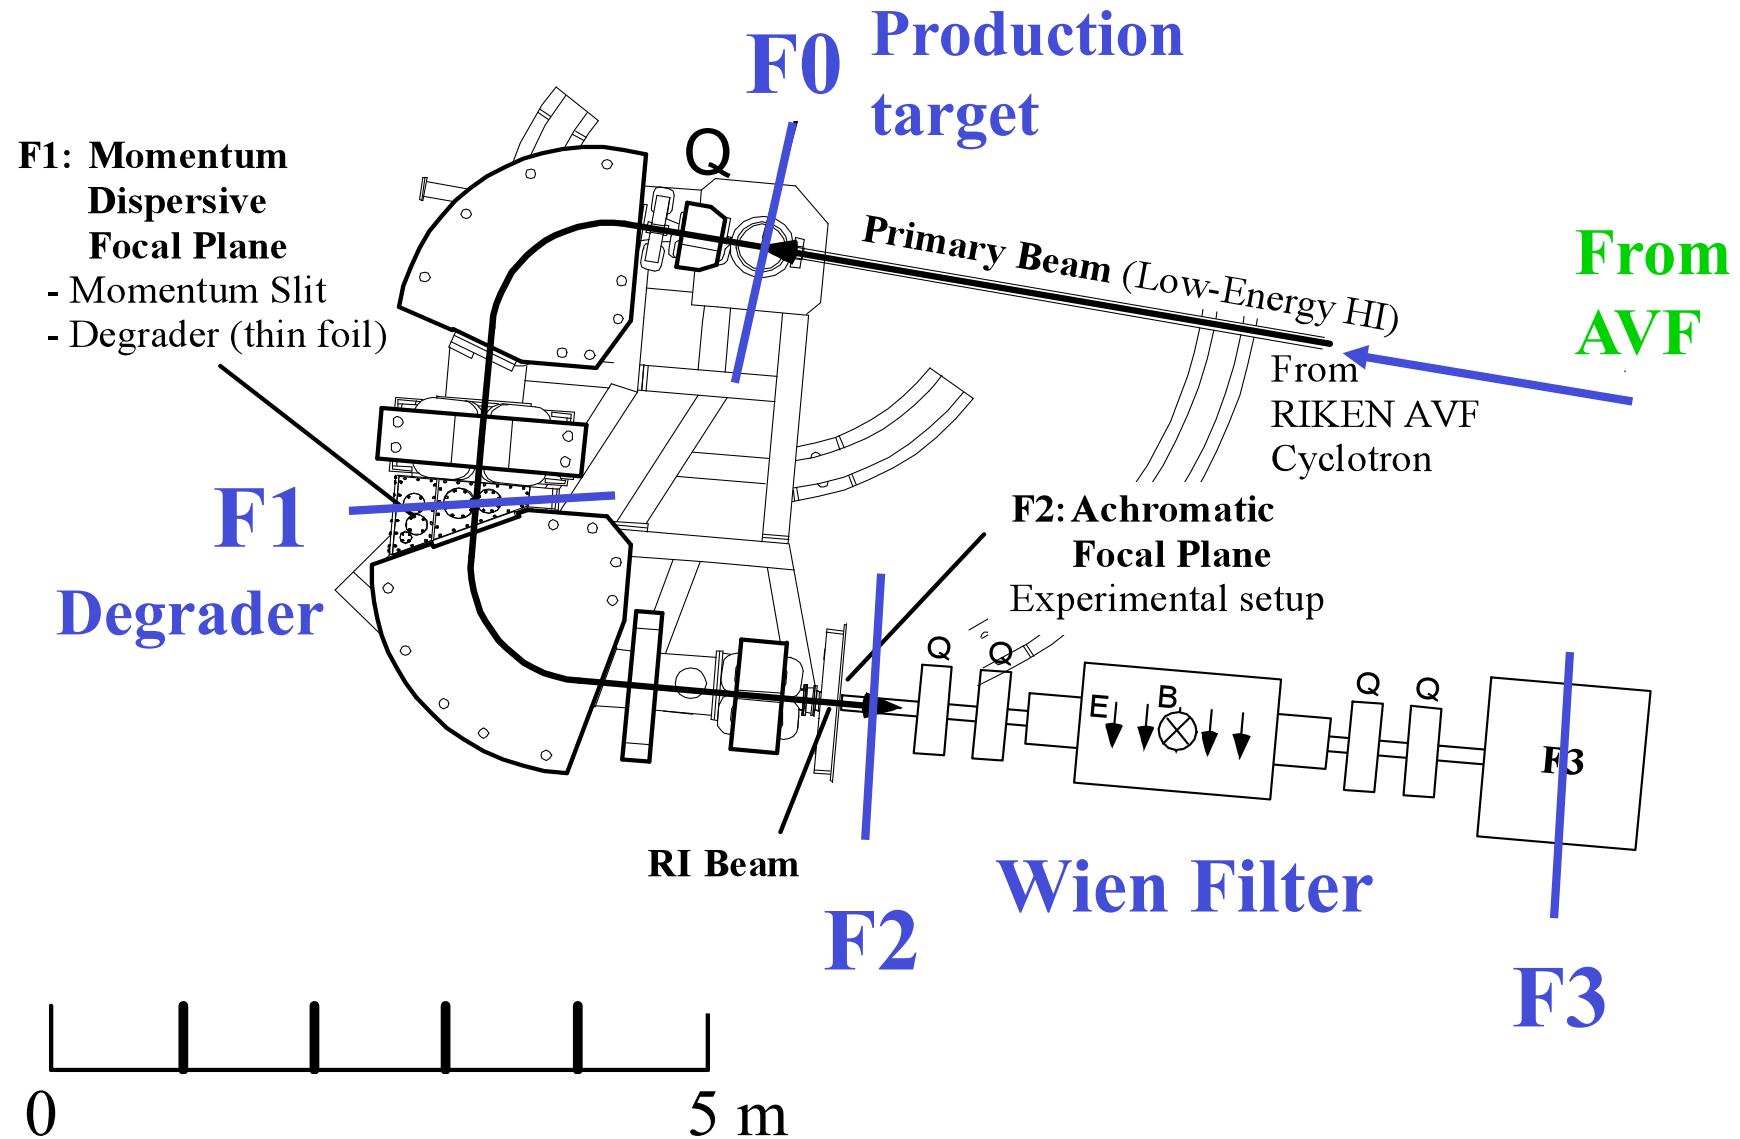 F0
Production
target
Q
F1: Momentum
Dispersive
Focal Plane
- Momentum Slit
- Degrader (thin foil)
Primary Beam (Low-Energy HI)
From
AVF
From
RIKEN AVF
Cyclotron
F1
Degrader
F2: Achromatic
Focal Plane
Experimental setup
Q
Q
E
B
Q
Q
F3
RI Beam
Wien Filter
F2
F3
0
5 m